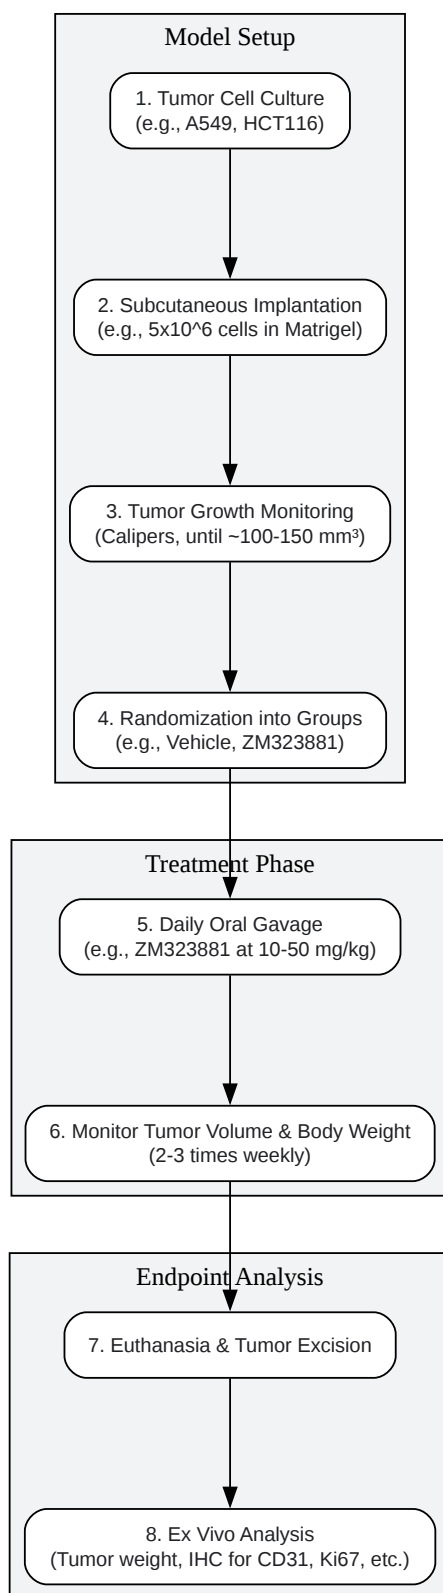 Model Setup
1. Tumor Cell Culture
(e.g., A549, HCT116)
2. Subcutaneous Implantation
(e.g., 5x10^6 cells in Matrigel)
3. Tumor Growth Monitoring
(Calipers, until ~100-150 mm³)
4. Randomization into Groups
(e.g., Vehicle, ZM323881)
Treatment Phase
5. Daily Oral Gavage
(e.g., ZM323881 at 10-50 mg/kg)
6. Monitor Tumor Volume & Body Weight
(2-3 times weekly)
Endpoint Analysis
7. Euthanasia & Tumor Excision
8. Ex Vivo Analysis
(Tumor weight, IHC for CD31, Ki67, etc.)